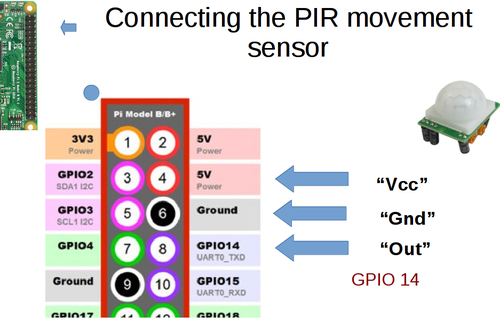 Connecting the PIR movement
sensor
Pi Model B/B+
3V3
Power
1
2
5V
Power
GPIO2
SDA1 I2C
3
4
5V
Power
“Vcc”
GPIO3
SCL1 I2C
5
6
Ground
“Gnd”
GPIO4
7
8
GPIO14
UART0_TXD
“Out”
Ground
9
10
GPIO15
UART0_RXD
GPIO 14
GPIO17
11
12
GPIO18